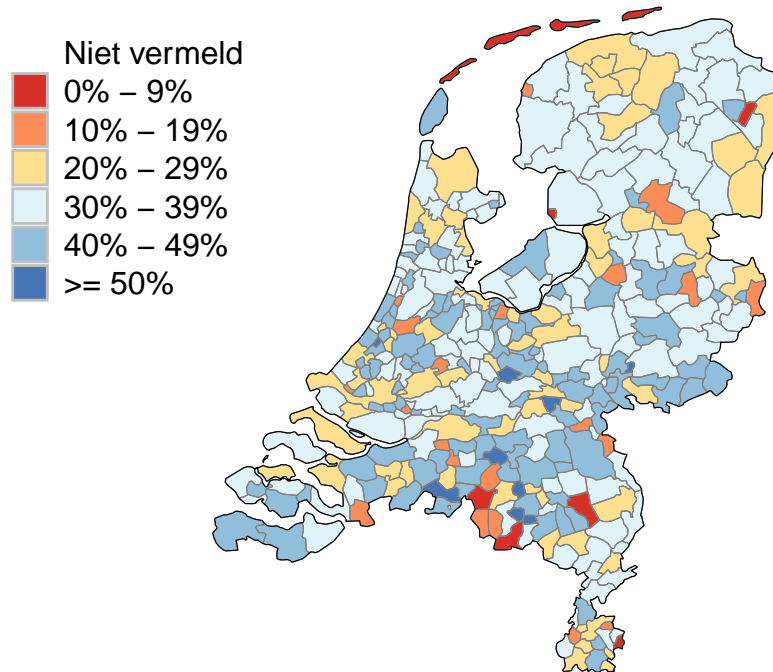 Niet vermeld
0% – 9%
10% – 19%
20% – 29%
30% – 39%
40% – 49%
>= 50%